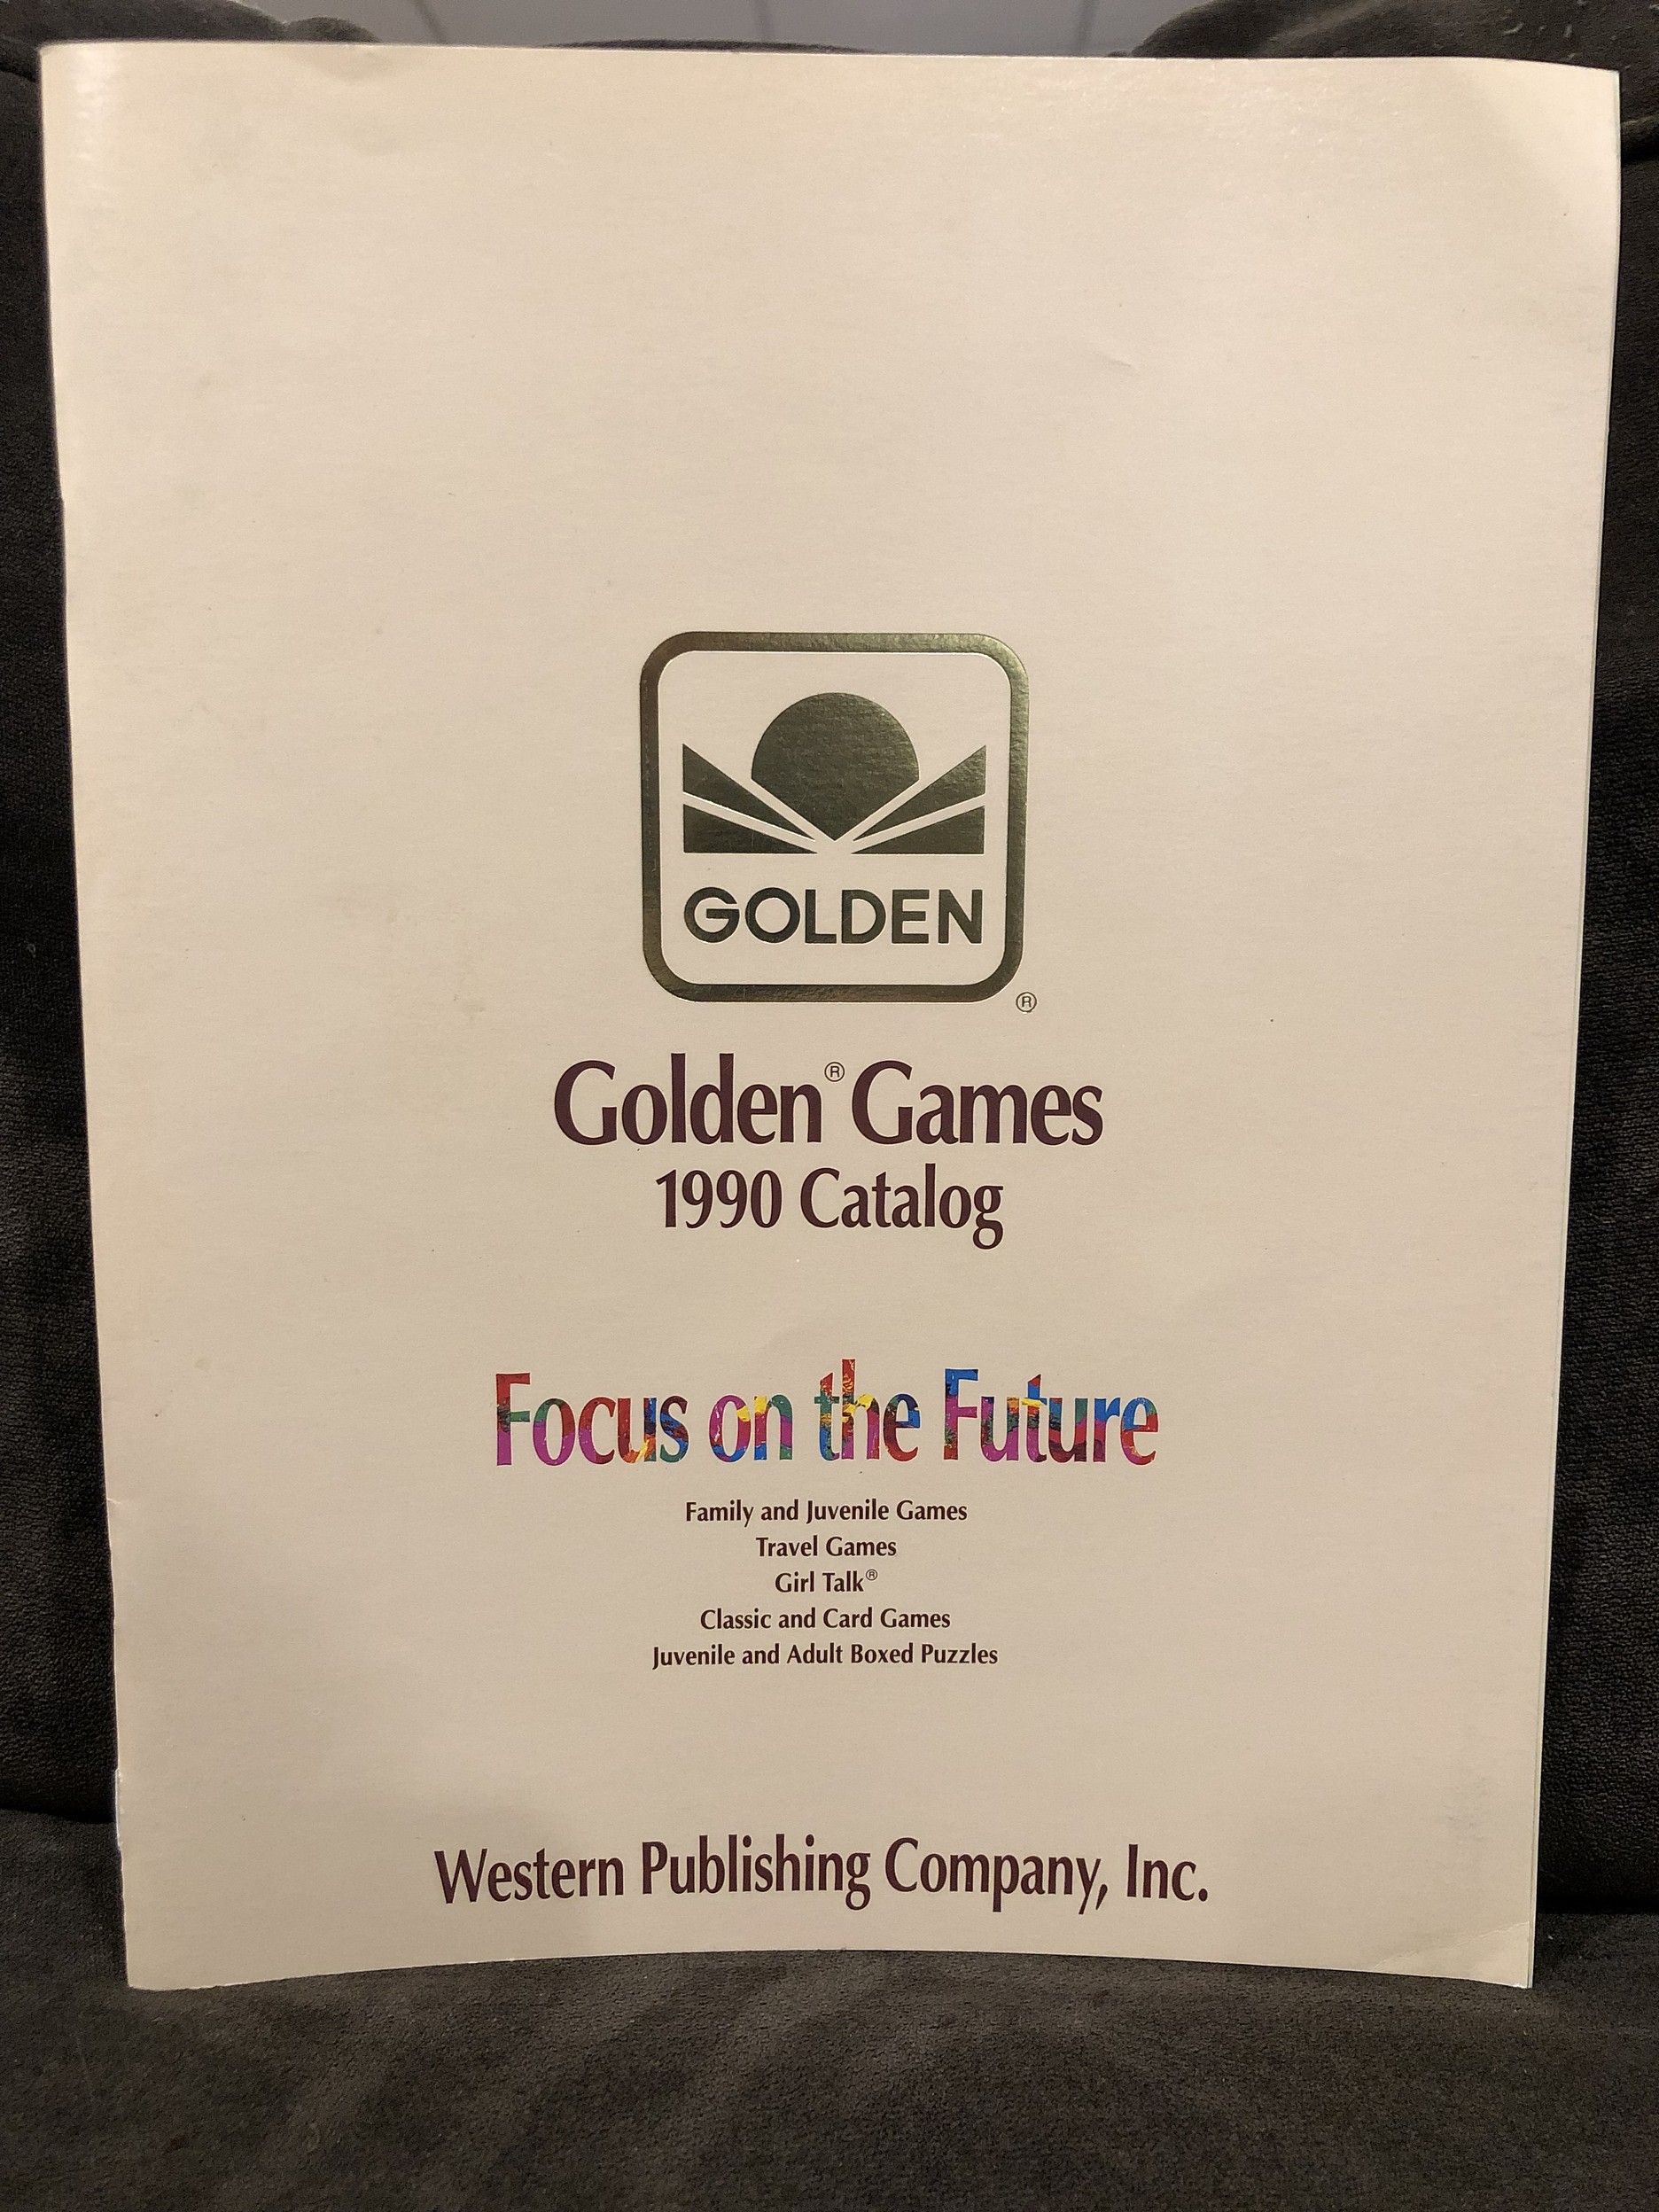 GOLDEN
®
Golden® Games
1990 Catalog
Focus on the Future
Family and Juvenile Games
Travel Games
Girl Talk®
Classic and Card Games
Juvenile and Adult Boxed Puzzles
Western Publishing Company, Inc.